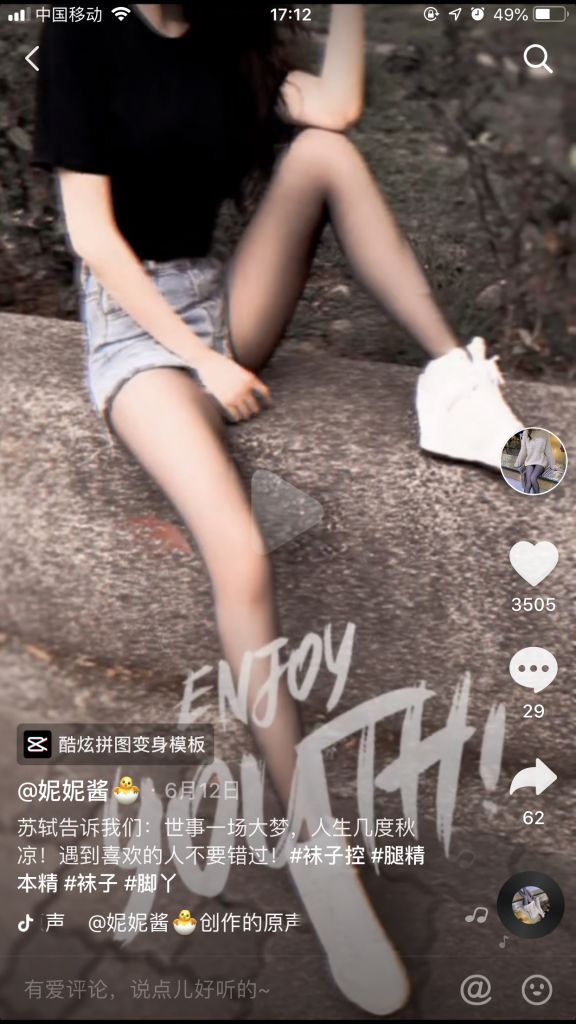 中国移动
17:12
49%
3505
29
62
ENJOY
YOUTH!
酷炫拼图变身模板
@妮妮酱🐣 · 6月12日
苏轼告诉我们：世事一场大梦，人生几度秋
凉！遇到喜欢的人不要错过！#袜子控 #腿精
本精 #袜子 #脚丫
声 @妮妮酱🐣创作的原声
有爱评论，说点儿好听的~